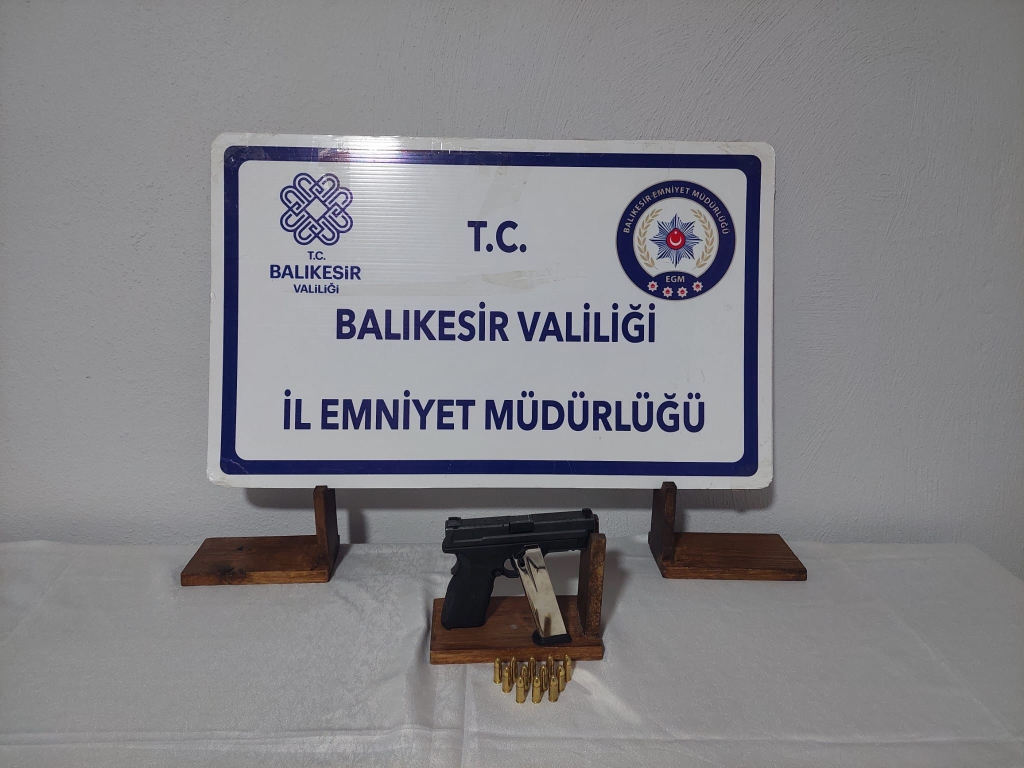 T.C.
BALIKESİR
VALİLİĞİ
T.C.
BALIKESİR EMNİYET MÜDÜRLÜĞÜ
EGM
BALIKESİR VALİLİĞİ
İL EMNİYET MÜDÜRLÜĞÜ